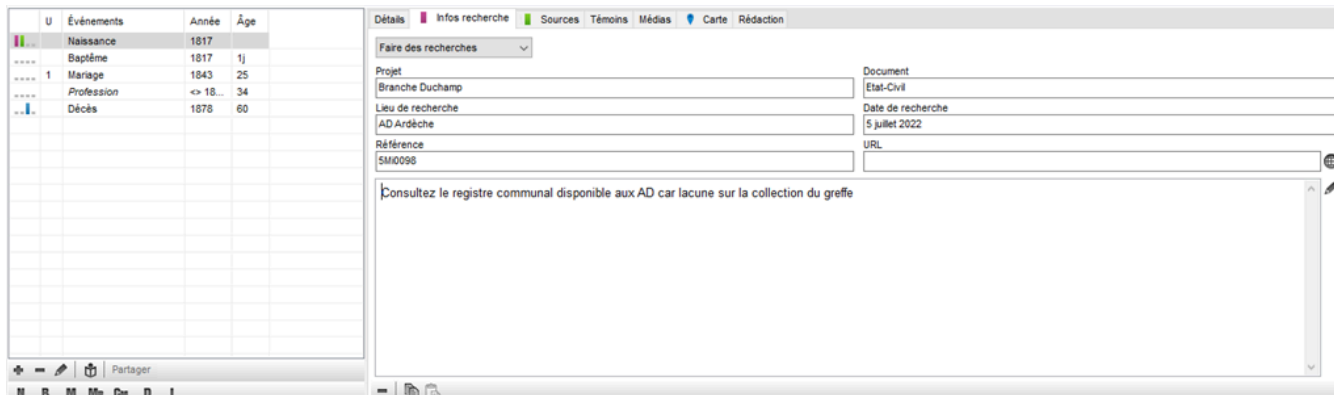 U Événements Année Âge
Naissance 1817
Baptême 1817 1j
1 Mariage 1843 25
Profession <> 18... 34
Décès 1878 60
Partager
N B M
D
Détails Infos recherche Sources Témoins Médias Carte Rédaction
Faire des recherches
Projet Document
Branche Duchamp Etat-Civil
Lieu de recherche Date de recherche
AD Ardèche 5 juillet 2022
Référence URL
5Mi0098
Consultez le registre communal disponible aux AD car lacune sur la collection du greffe